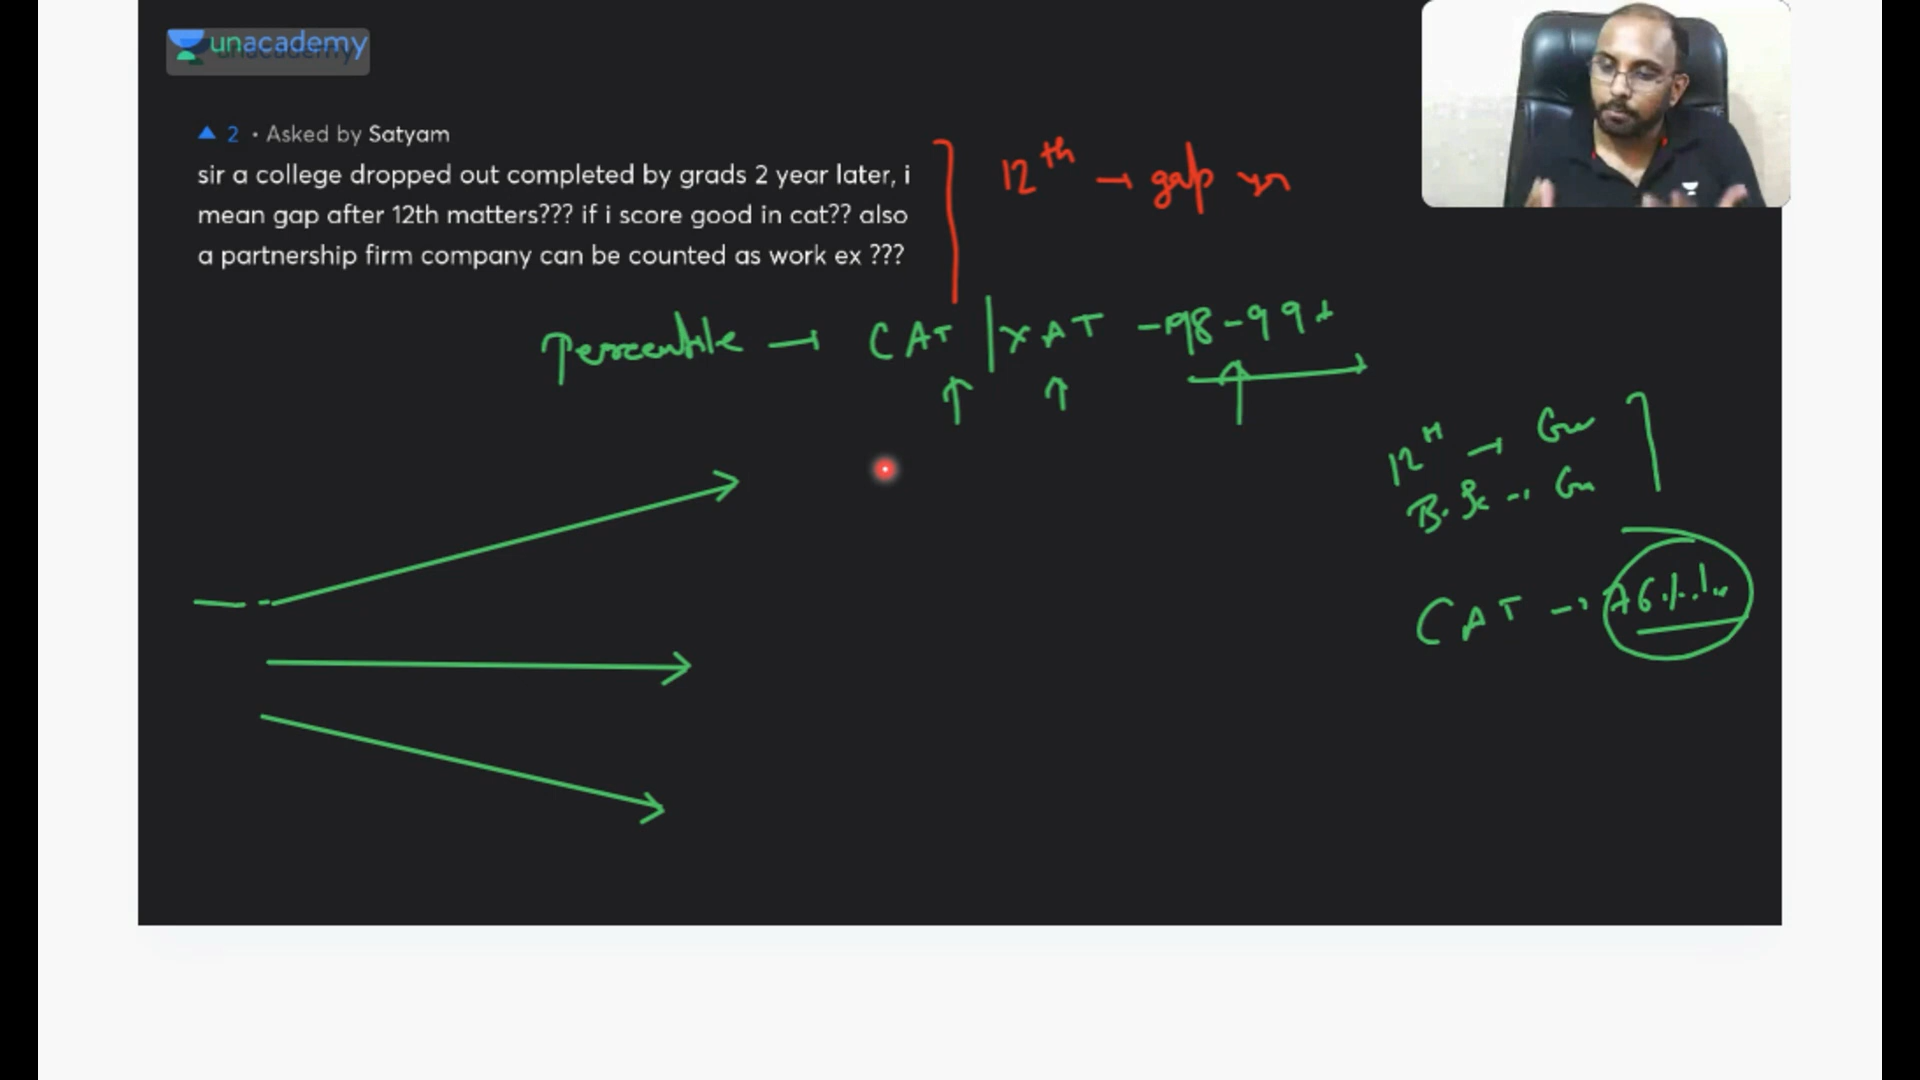 unacademy
2 • Asked by Satyam
sir a college dropped out completed by grads 2 year later, i
mean gap after 12th matters??? if i score good in cat?? also
a partnership firm company can be counted as work ex ???
12th → gap yr
Percentile → CAT | XAT - 98-99+
12th →
B.Sc →
CAT →